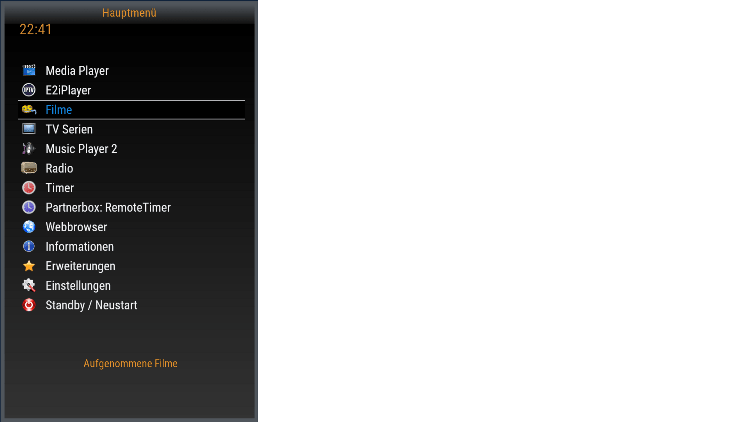 Hauptmenü
22:41
Media Player
IPTV E2iPlayer
Filme
TV Serien
Music Player 2
Radio
Timer
Partnerbox: RemoteTimer
Webbrowser
Informationen
Erweiterungen
Einstellungen
Standby / Neustart
Aufgenommene Filme